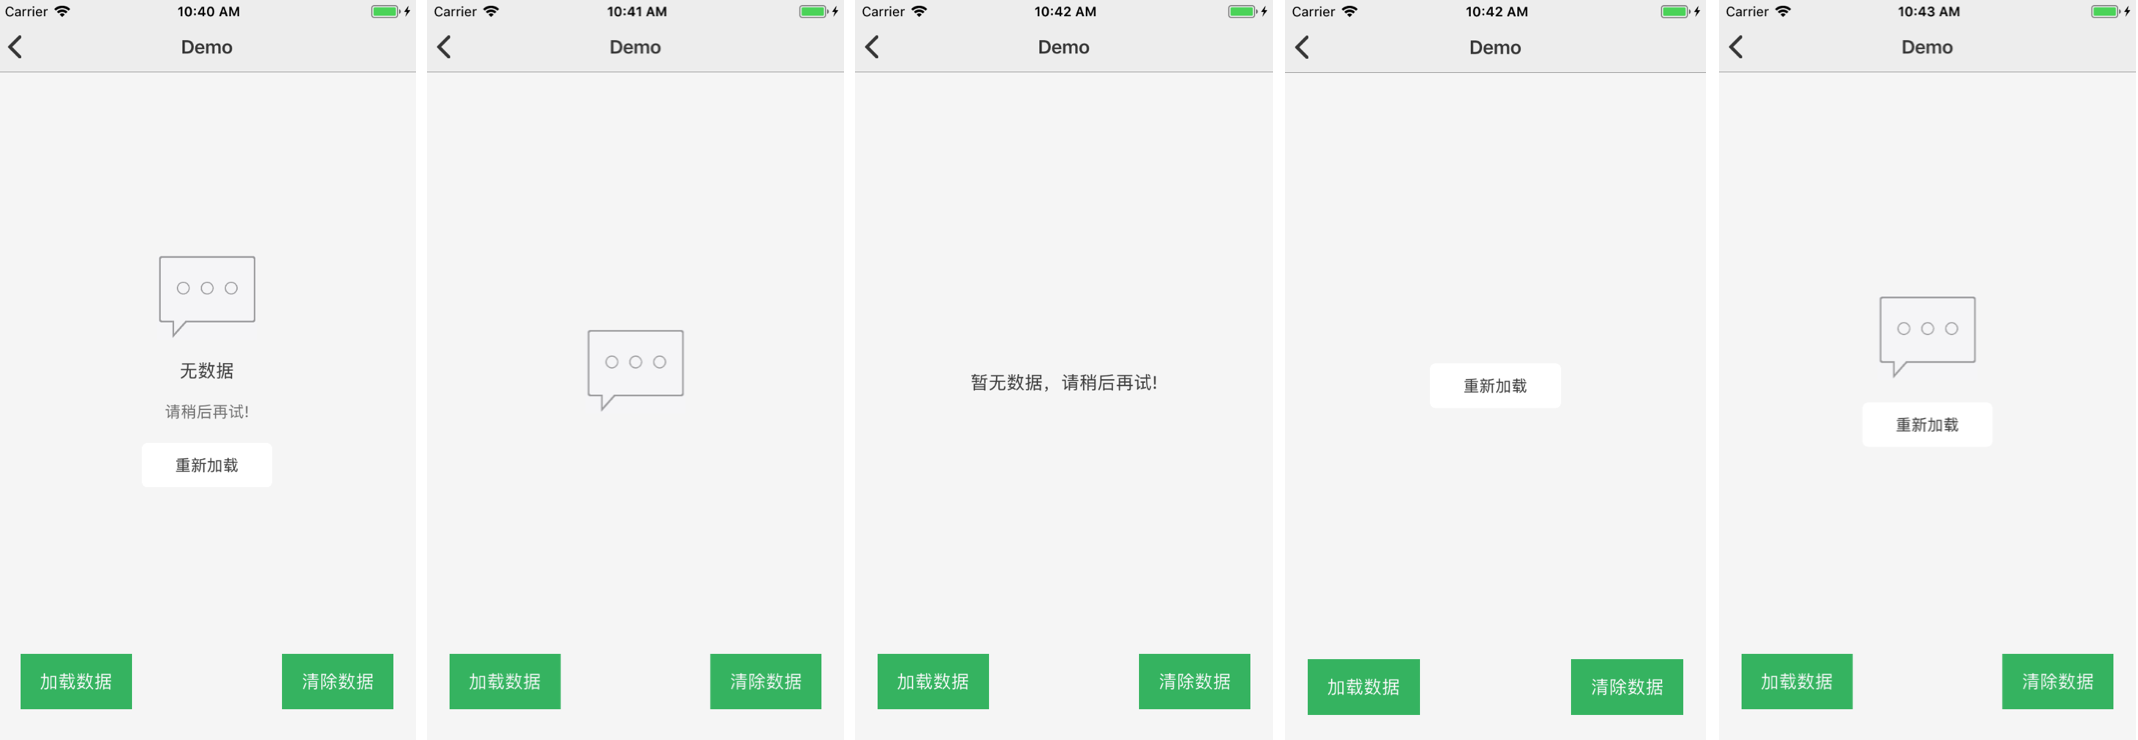 Carrier 10:40 AM
Demo
无数据
请稍后再试!
重新加载
加载数据 清除数据
Carrier 10:41 AM
Demo
加载数据 清除数据
Carrier 10:42 AM
Demo
暂无数据，请稍后再试!
加载数据 清除数据
Carrier 10:42 AM
Demo
重新加载
加载数据 清除数据
Carrier 10:43 AM
Demo
重新加载
加载数据 清除数据